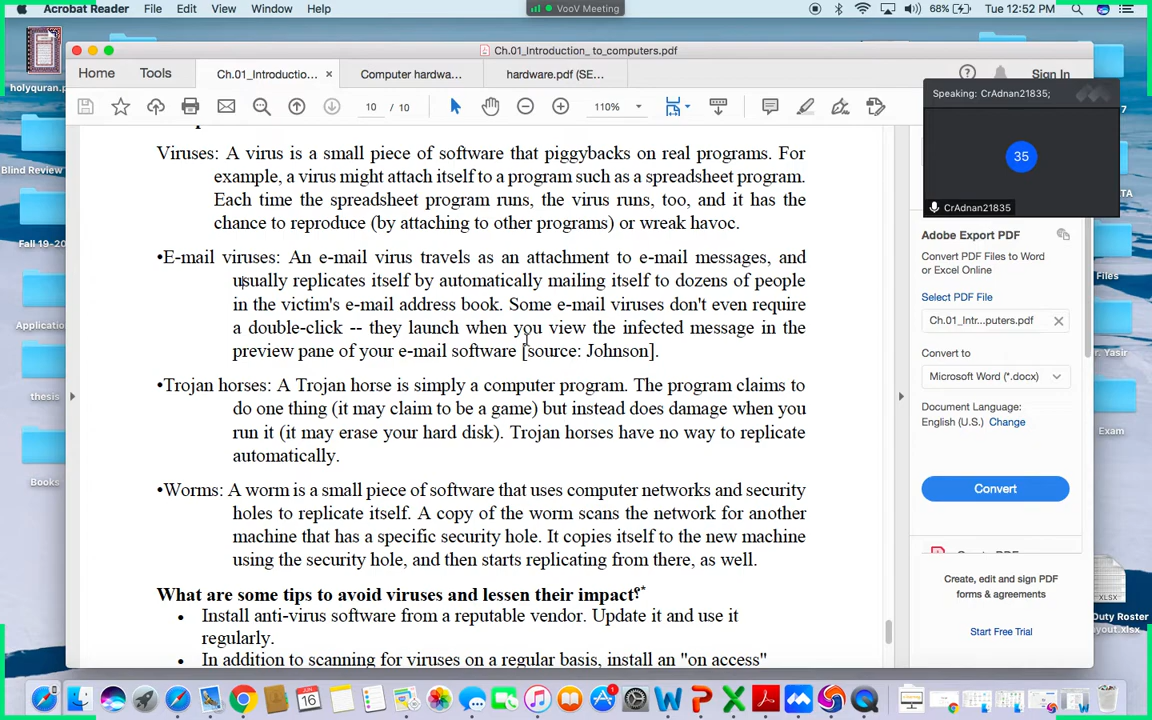 Acrobat Reader File Edit View Window Help
VooV Meeting
68% Tue 12:52 PM
holyquran.p
Blind Review
Fall 19-20
Application
thesis
Books
Ch.01_Introduction_ to_computers.pdf
Home Tools Ch.01_Introductio... × Computer hardwa... hardware.pdf (SE... Sign In
10 / 10 110%
Viruses: A virus is a small piece of software that piggybacks on real programs. For
example, a virus might attach itself to a program such as a spreadsheet program.
Each time the spreadsheet program runs, the virus runs, too, and it has the
chance to reproduce (by attaching to other programs) or wreak havoc.
•E-mail viruses: An e-mail virus travels as an attachment to e-mail messages, and
usually replicates itself by automatically mailing itself to dozens of people
in the victim's e-mail address book. Some e-mail viruses don't even require
a double-click -- they launch when you view the infected message in the
preview pane of your e-mail software [source: Johnson].
•Trojan horses: A Trojan horse is simply a computer program. The program claims to
do one thing (it may claim to be a game) but instead does damage when you
run it (it may erase your hard disk). Trojan horses have no way to replicate
automatically.
•Worms: A worm is a small piece of software that uses computer networks and security
holes to replicate itself. A copy of the worm scans the network for another
machine that has a specific security hole. It copies itself to the new machine
using the security hole, and then starts replicating from there, as well.
What are some tips to avoid viruses and lessen their impact؟*
• Install anti-virus software from a reputable vendor. Update it and use it
regularly.
• In addition to scanning for viruses on a regular basis, install an "on access"
Speaking: CrAdnan21835;
35
CrAdnan21835
Adobe Export PDF
Convert PDF Files to Word
or Excel Online
Select PDF File
Ch.01_Intr...puters.pdf
Convert to
Microsoft Word (*.docx)
Document Language:
English (U.S.) Change
Convert
Create, edit and sign PDF
forms & agreements
Start Free Trial
7
TA
Files
r. Yasir
Exam
XLSX
Duty Roster
ayout.xlsx
JUN
16